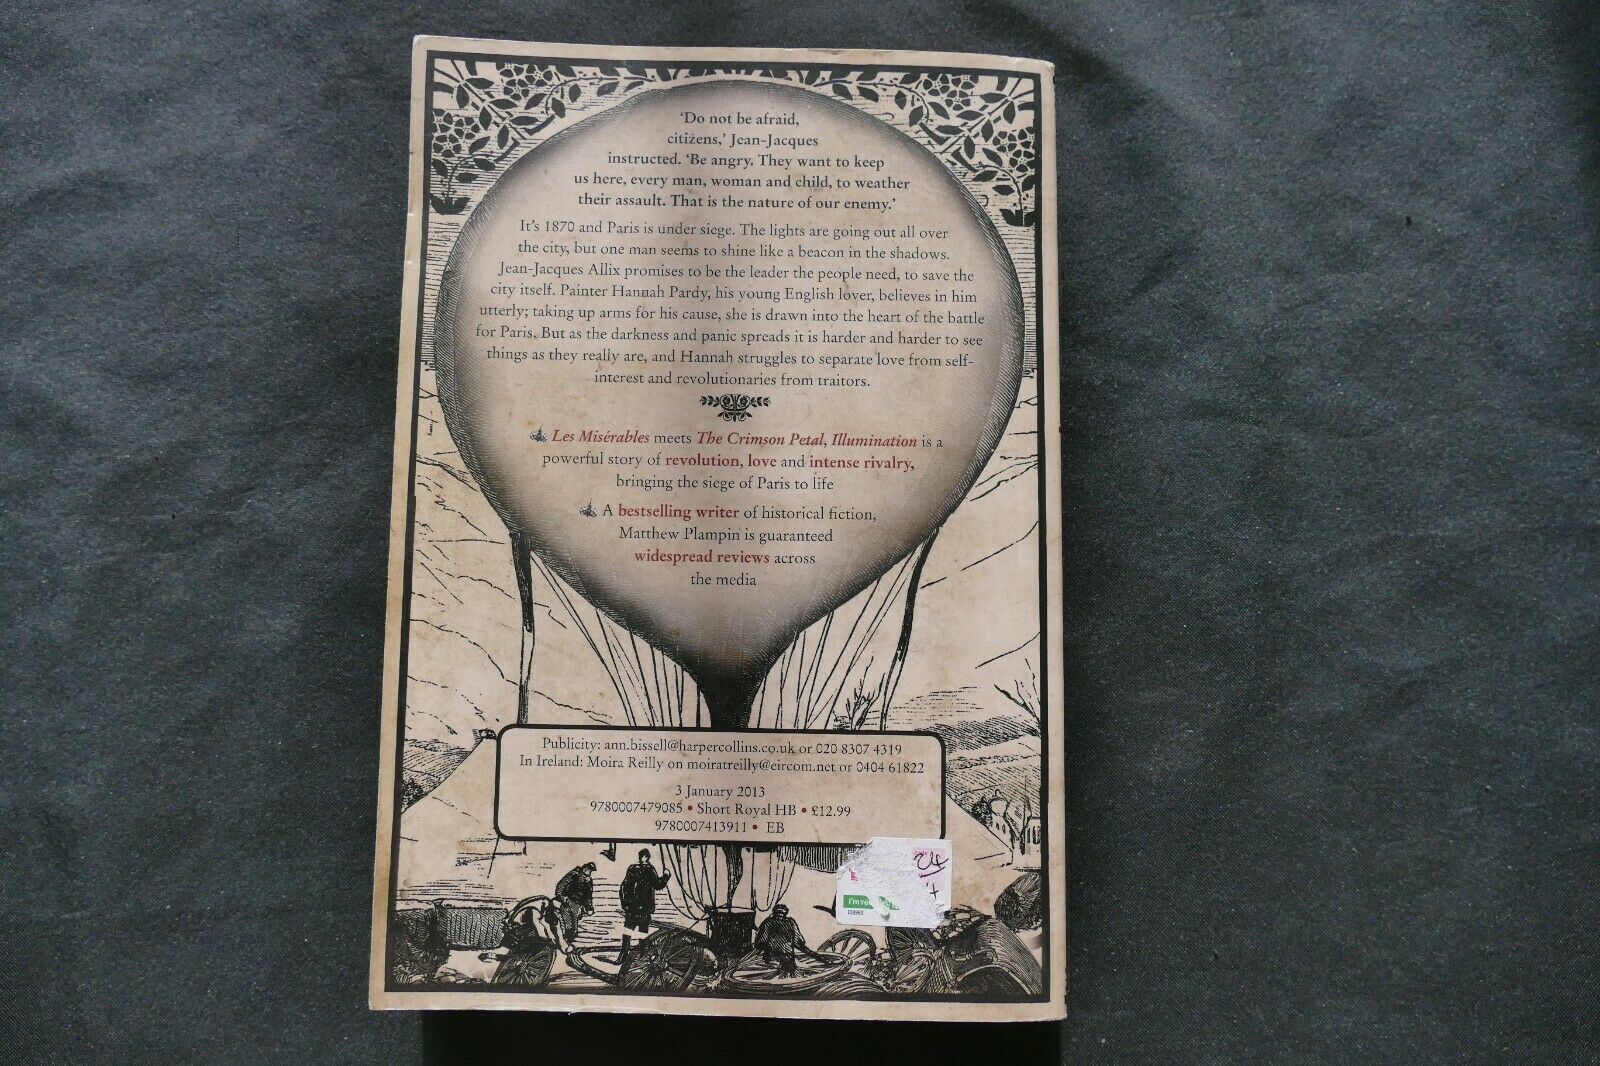 ‘Do not be afraid,
citizens,’ Jean-Jacques
instructed. ‘Be angry. They want to keep
us here, every man, woman and child, to weather
their assault. That is the nature of our enemy.’
It’s 1870 and Paris is under siege. The lights are going out all over
the city, but one man seems to shine like a beacon in the shadows.
Jean-Jacques Allix promises to be the leader the people need, to save the
city itself. Painter Hannah Pardy, his young English lover, believes in him
utterly; taking up arms for his cause, she is drawn into the heart of the battle
for Paris. But as the darkness and panic spreads it is harder and harder to see
things as they really are, and Hannah struggles to separate love from self-
interest and revolutionaries from traitors.
Les Misérables meets The Crimson Petal, Illumination is a
powerful story of revolution, love and intense rivalry,
bringing the siege of Paris to life
A bestselling writer of historical fiction,
Matthew Plampin is guaranteed
widespread reviews across
the media
Publicity: ann.bissell@harpercollins.co.uk or 020 8307 4319
In Ireland: Moira Reilly on moiratreilly@eircom.net or 0404 61822
3 January 2013
9780007479085 • Short Royal HB • £12.99
9780007413911 • EB
I'm